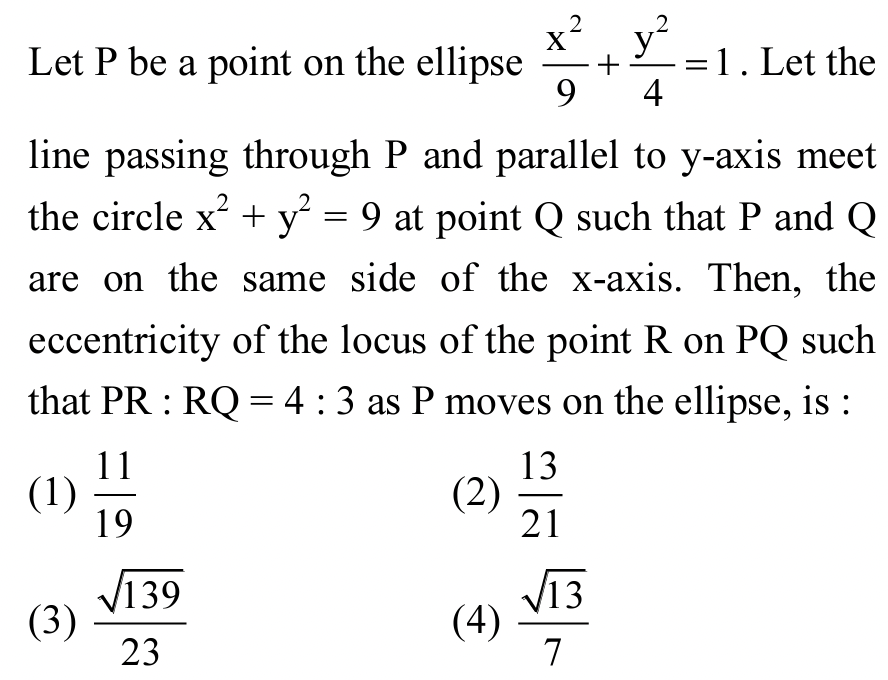 Let P be a point on the ellipse \(\frac{x^2}{9}+\frac{y^2}{4}=1\). Let the
line passing through P and parallel to y-axis meet
the circle x² + y² = 9 at point Q such that P and Q
are on the same side of the x-axis. Then, the
eccentricity of the locus of the point R on PQ such
that PR : RQ = 4 : 3 as P moves on the ellipse, is :
(1) \(\frac{11}{19}\) (2) \(\frac{13}{21}\)
(3) \(\frac{\sqrt{139}}{23}\) (4) \(\frac{\sqrt{13}}{7}\)